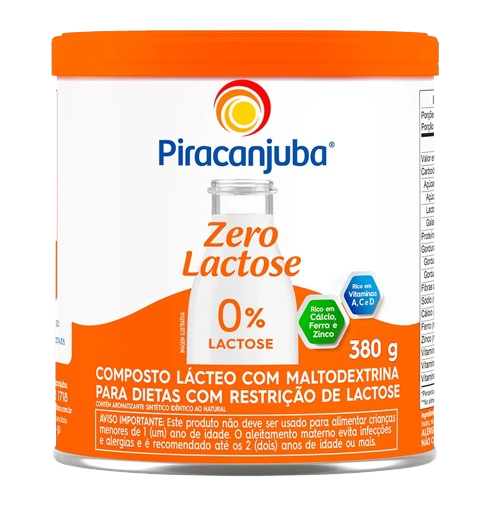 Piracanjuba®
Zero
Lactose
0%
LACTOSE
Rico em
Vitaminas
A, C e D
Rico em
Cálcio,
Ferro e
Zinco
IMAGEM ILUSTRATIVA
380 g
COMPOSTO LÁCTEO COM MALTODEXTRINA
PARA DIETAS COM RESTRIÇÃO DE LACTOSE
CONTÉM AROMATIZANTE SINTÉTICO IDÊNTICO AO NATURAL
AVISO IMPORTANTE: Este produto não deve ser usado para alimentar crianças
menores de 1 (um) ano de idade. O aleitamento materno evita infecções
e alergias e é recomendado até os 2 (dois) anos de idade ou mais.